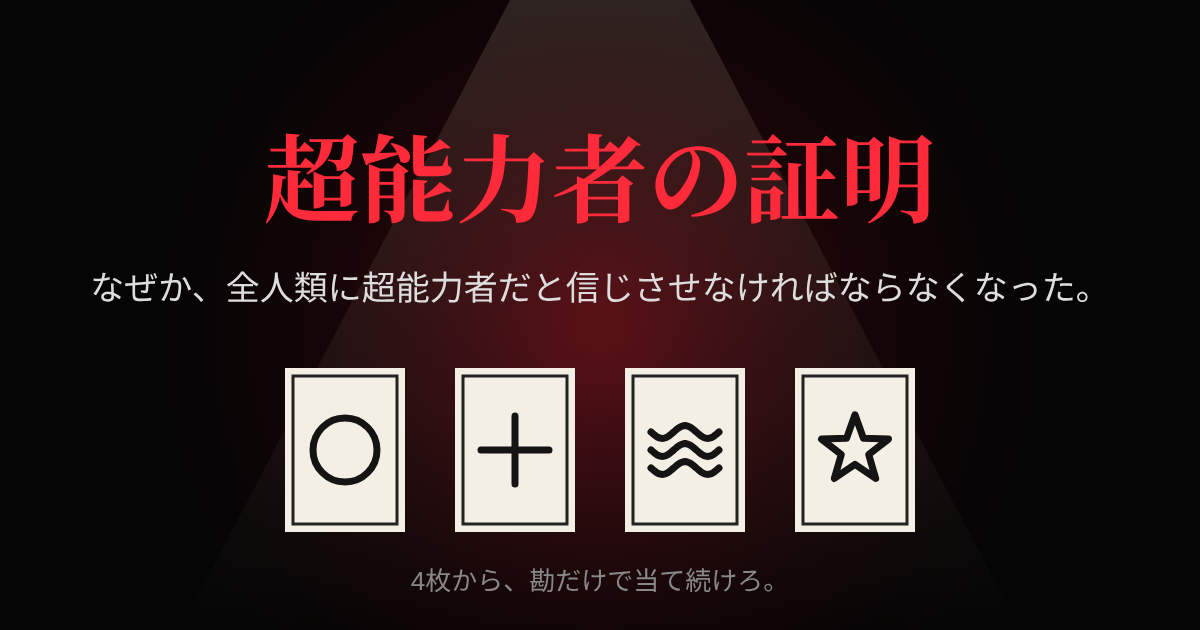 超能力者の証明
なぜか、全人類に超能力者だと信じさせなければならなくなった。
4枚から、勘だけで当て続けろ。